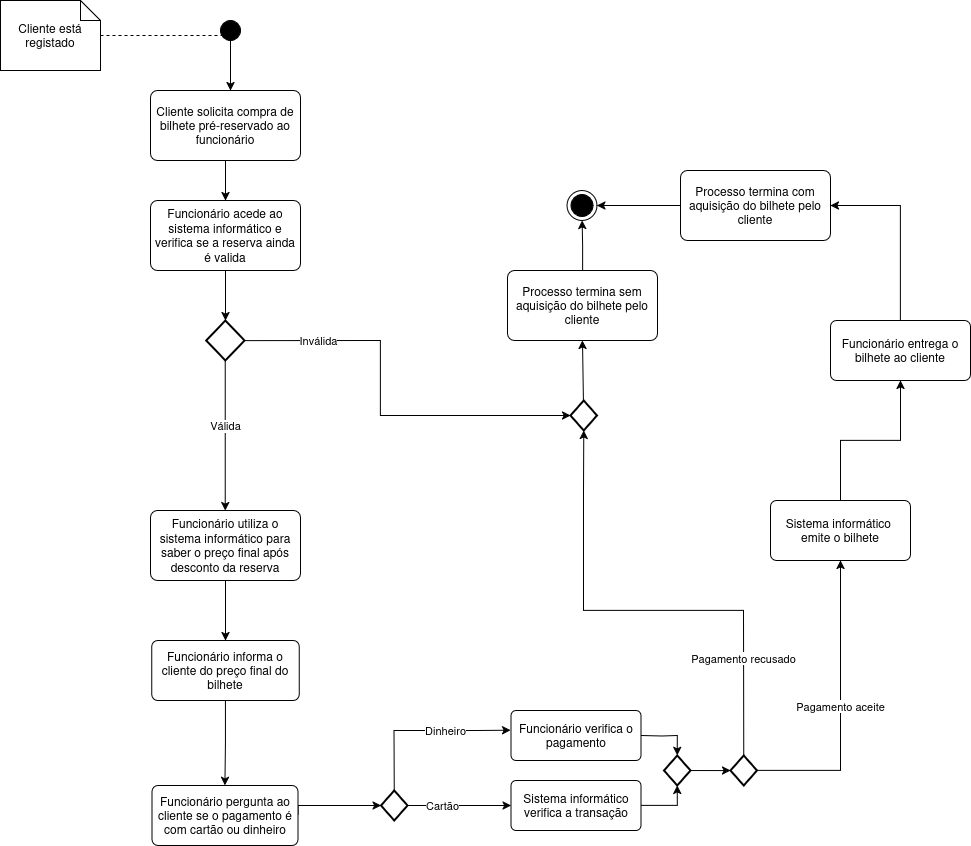 Cliente está
registado
Cliente solicita compra de
bilhete pré-reservado ao
funcionário
Funcionário acede ao
sistema informático e
verifica se a reserva ainda
é valida
Processo termina com
aquisição do bilhete pelo
cliente
Processo termina sem
aquisição do bilhete pelo
cliente
Inválida
Funcionário entrega o
bilhete ao cliente
Válida
Funcionário utiliza o
sistema informático para
saber o preço final após
desconto da reserva
Sistema informático
emite o bilhete
Funcionário informa o
cliente do preço final do
bilhete
Pagamento recusado
Pagamento aceite
Dinheiro
Funcionário verifica o
pagamento
Funcionário pergunta ao
cliente se o pagamento é
com cartão ou dinheiro
Cartão
Sistema informático
verifica a transação